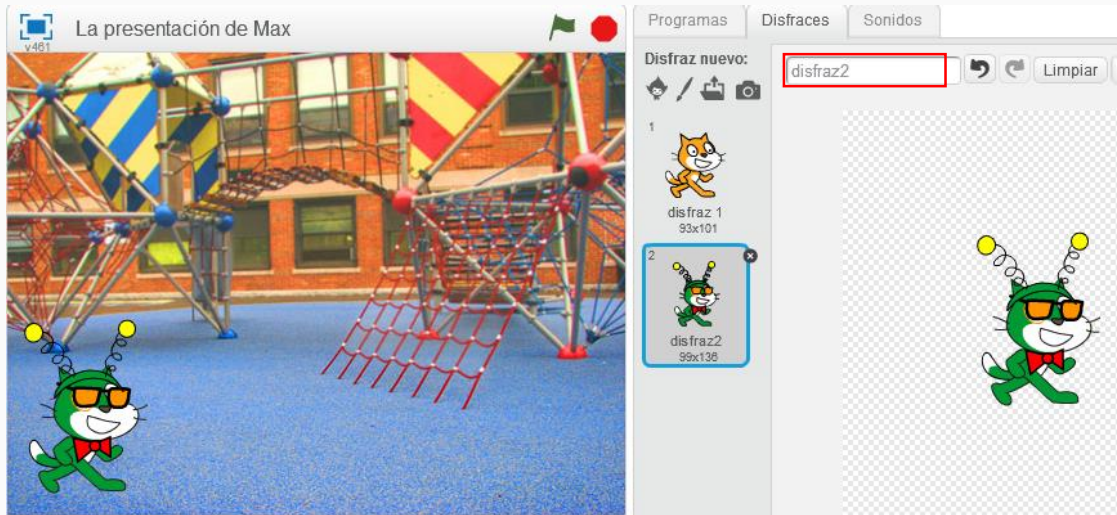 La presentación de Max
v461
Programas
Disfraces
Sonidos
Disfraz nuevo:
disfraz2
Limpiar
1
disfraz 1
93x101
2
disfraz2
99x136